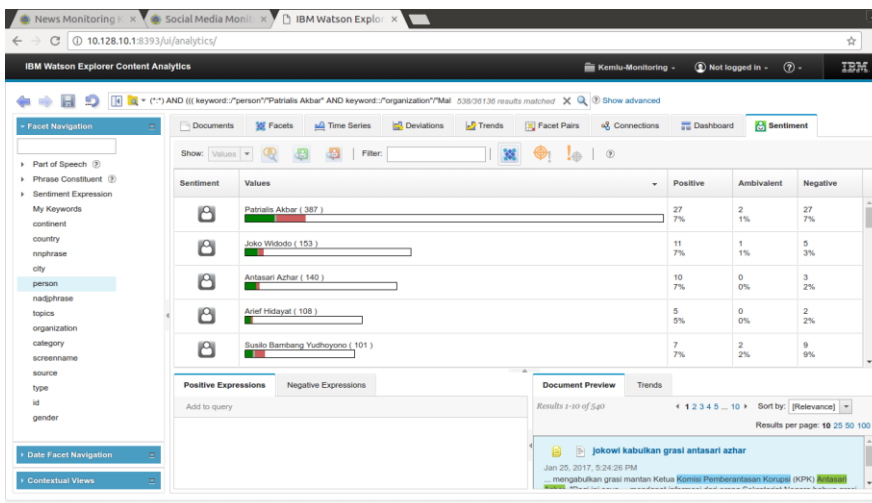 News Monitoring K
Social Media Monit
IBM Watson Explor
10.128.10.1:8393/ui/analytics/
IBM Watson Explorer Content Analytics
Kemlu-Monitoring
Not logged in
IBM
(*:*) AND ((( keyword::/"person"/"Patrialis Akbar" AND keyword::/"organization"/"Mal
538/36136 results matched
Show advanced
Facet Navigation
Documents
Facets
Time Series
Deviations
Trends
Facet Pairs
Connections
Dashboard
Sentiment
Show: Values
Filter:
Part of Speech
Phrase Constituent
Sentiment Expression
My Keywords
continent
country
nnphrase
city
person
nadjphrase
topics
organization
category
screenname
source
type
id
gender
Date Facet Navigation
Contextual Views
Sentiment Values Positive Ambivalent Negative
Patrialis Akbar ( 387 ) 27 2 27
7% 1% 7%
Joko Widodo ( 153 ) 11 1 5
7% 1% 3%
Antasari Azhar ( 140 ) 10 0 3
7% 0% 2%
Arief Hidayat ( 108 ) 5 0 2
5% 0% 2%
Susilo Bambang Yudhoyono ( 101 ) 7 2 9
7% 2% 9%
Positive Expressions
Negative Expressions
Add to query
Document Preview
Trends
Results 1-10 of 540
1 2 3 4 5 ... 10
Sort by: [Relevance]
Results per page: 10 25 50 100
jokowi kabulkan grasi antasari azhar
Jan 25, 2017, 5:24:26 PM
... mengabulkan grasi mantan Ketua Komisi Pemberantasan Korupsi (KPK) Antasari